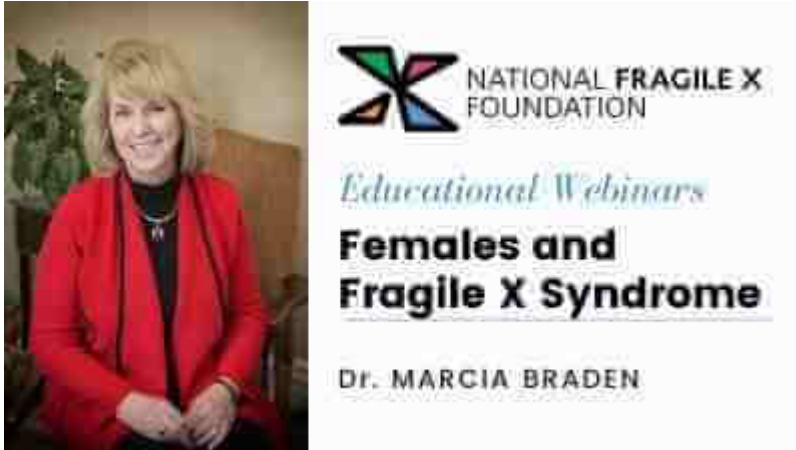 NATIONAL FRAGILE X
FOUNDATION
Educational Webinars
Females and
Fragile X Syndrome
Dr. MARCIA BRADEN